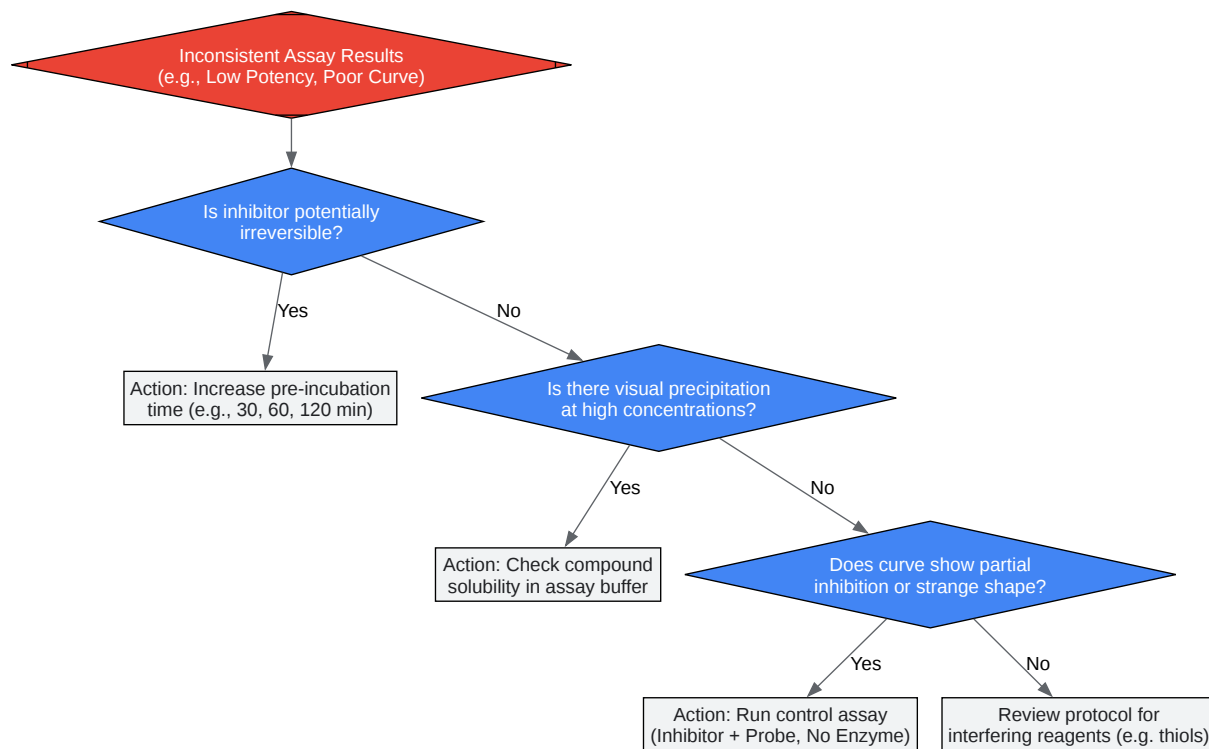 Inconsistent Assay Results
(e.g., Low Potency, Poor Curve)
Is inhibitor potentially
irreversible?
Yes
No
Action: Increase pre-incubation
time (e.g., 30, 60, 120 min)
Is there visual precipitation
at high concentrations?
Yes
No
Action: Check compound
solubility in assay buffer
Does curve show partial
inhibition or strange shape?
Yes
No
Action: Run control assay
(Inhibitor + Probe, No Enzyme)
Review protocol for
interfering reagents (e.g. thiols)